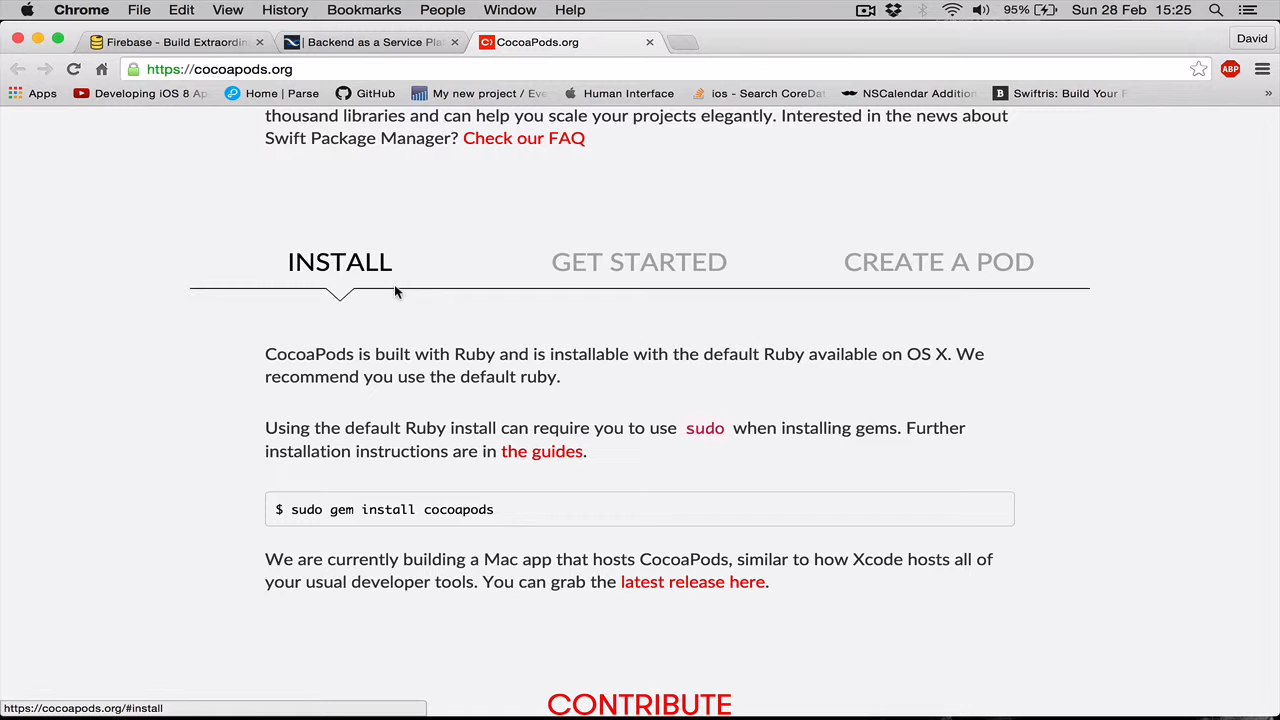 Chrome File Edit View History Bookmarks People Window Help 95% Sun 28 Feb 15:25
Firebase - Build Extraordin | Backend as a Service Pla CocoaPods.org David
https://cocoapods.org ABP
Apps Developing iOS 8 Ap Home | Parse GitHub My new project / Eve Human Interface ios - Search CoreDat NSCalendar Addition B Swiftris: Build Your F »
thousand libraries and can help you scale your projects elegantly. Interested in the news about
Swift Package Manager? Check our FAQ
INSTALL GET STARTED CREATE A POD
CocoaPods is built with Ruby and is installable with the default Ruby available on OS X. We
recommend you use the default ruby.
Using the default Ruby install can require you to use sudo when installing gems. Further
installation instructions are in the guides.
$ sudo gem install cocoapods
We are currently building a Mac app that hosts CocoaPods, similar to how Xcode hosts all of
your usual developer tools. You can grab the latest release here.
CONTRIBUTE
https://cocoapods.org/#install